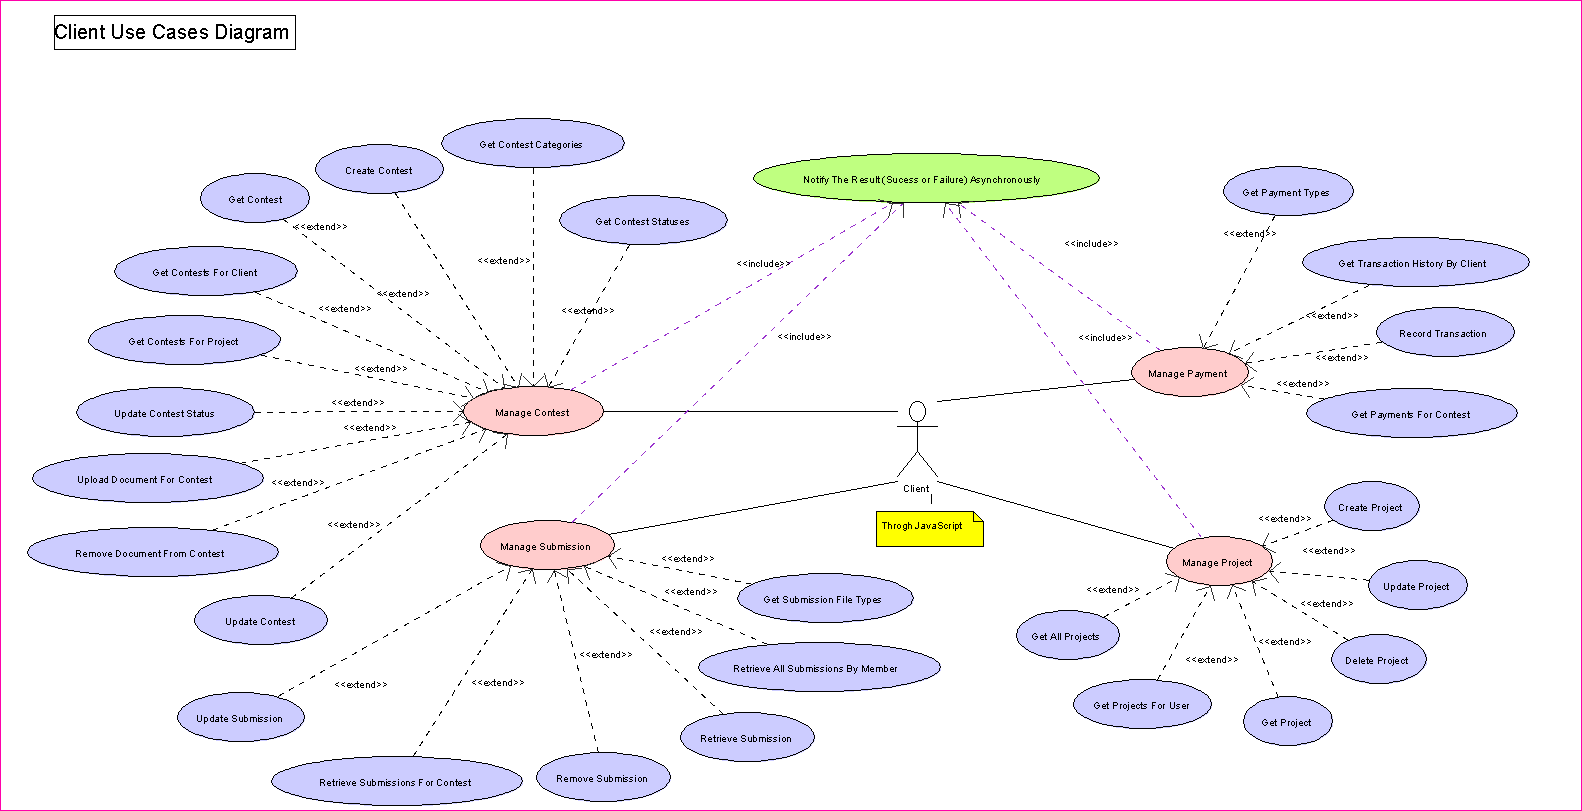 Client Use Cases Diagram
Get Contest Categories
Create Contest
Notify The Result (Sucess or Failure) Asynchronously
Get Contest
Get Payment Types
Get Contest Statuses
<<extend>>
<<extend>>
<<include>>
<<extend>>
<<include>>
Get Contests For Client
Get Transaction History By Client
<<extend>>
<<extend>>
<<extend>>
<<extend>>
Get Contests For Project
<<include>>
<<include>>
Record Transaction
<<extend>>
<<extend>>
Manage Payment
<<extend>>
<<extend>>
Update Contest Status
Manage Contest
Get Payments For Contest
<<extend>>
Upload Document For Contest
<<extend>>
Client
Create Project
<<extend>>
<<extend>>
Throgh JavaScript
Remove Document From Contest
Manage Submission
<<extend>>
<<extend>>
Manage Project
Update Project
<<extend>>
<<extend>>
Get Submission File Types
<<extend>>
Update Contest
<<extend>>
Get All Projects
<<extend>>
<<extend>>
<<extend>>
Delete Project
Retrieve All Submissions By Member
<<extend>>
<<extend>>
Get Projects For User
Update Submission
Get Project
Retrieve Submission
Remove Submission
Retrieve Submissions For Contest